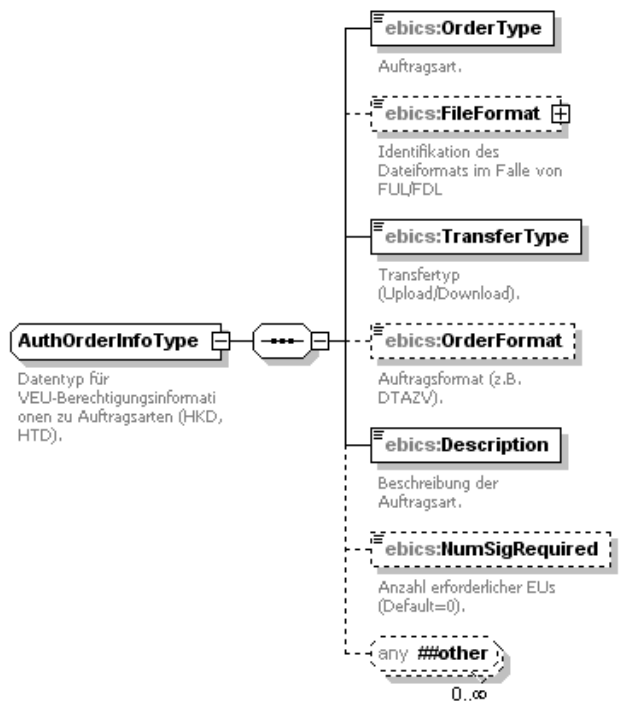 ebics:OrderType
Auftragsart.
ebics:FileFormat
Identifikation des
Dateiformats im Falle von
FUL/FDL
ebics:TransferType
Transfertyp
(Upload/Download).
AuthOrderInfoType
Datentyp für
VEU-Berechtigungsinformati
onen zu Auftragsarten (HKD,
HTD).
ebics:OrderFormat
Auftragsformat (z.B.
DTAZV).
ebics:Description
Beschreibung der
Auftragsart.
ebics:NumSigRequired
Anzahl erforderlicher EUs
(Default=0).
any ##other
0..∞